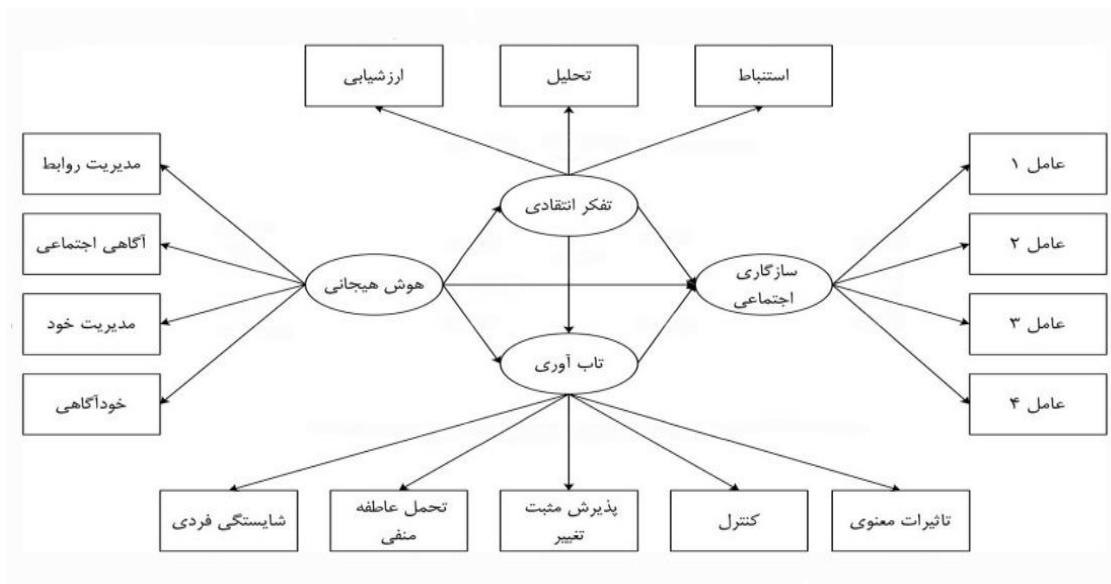 استنباط
تحلیل
ارزشیابی
عامل ۱
عامل ۲
عامل ۳
عامل ۴
سازگاری
اجتماعی
تفکر انتقادی
تاب آوری
هوش هیجانی
مدیریت روابط
آگاهی اجتماعی
مدیریت خود
خودآگاهی
تاثیرات معنوی
کنترل
پذیرش مثبت
تغییر
تحمل عاطفه
منفی
شایستگی فردی